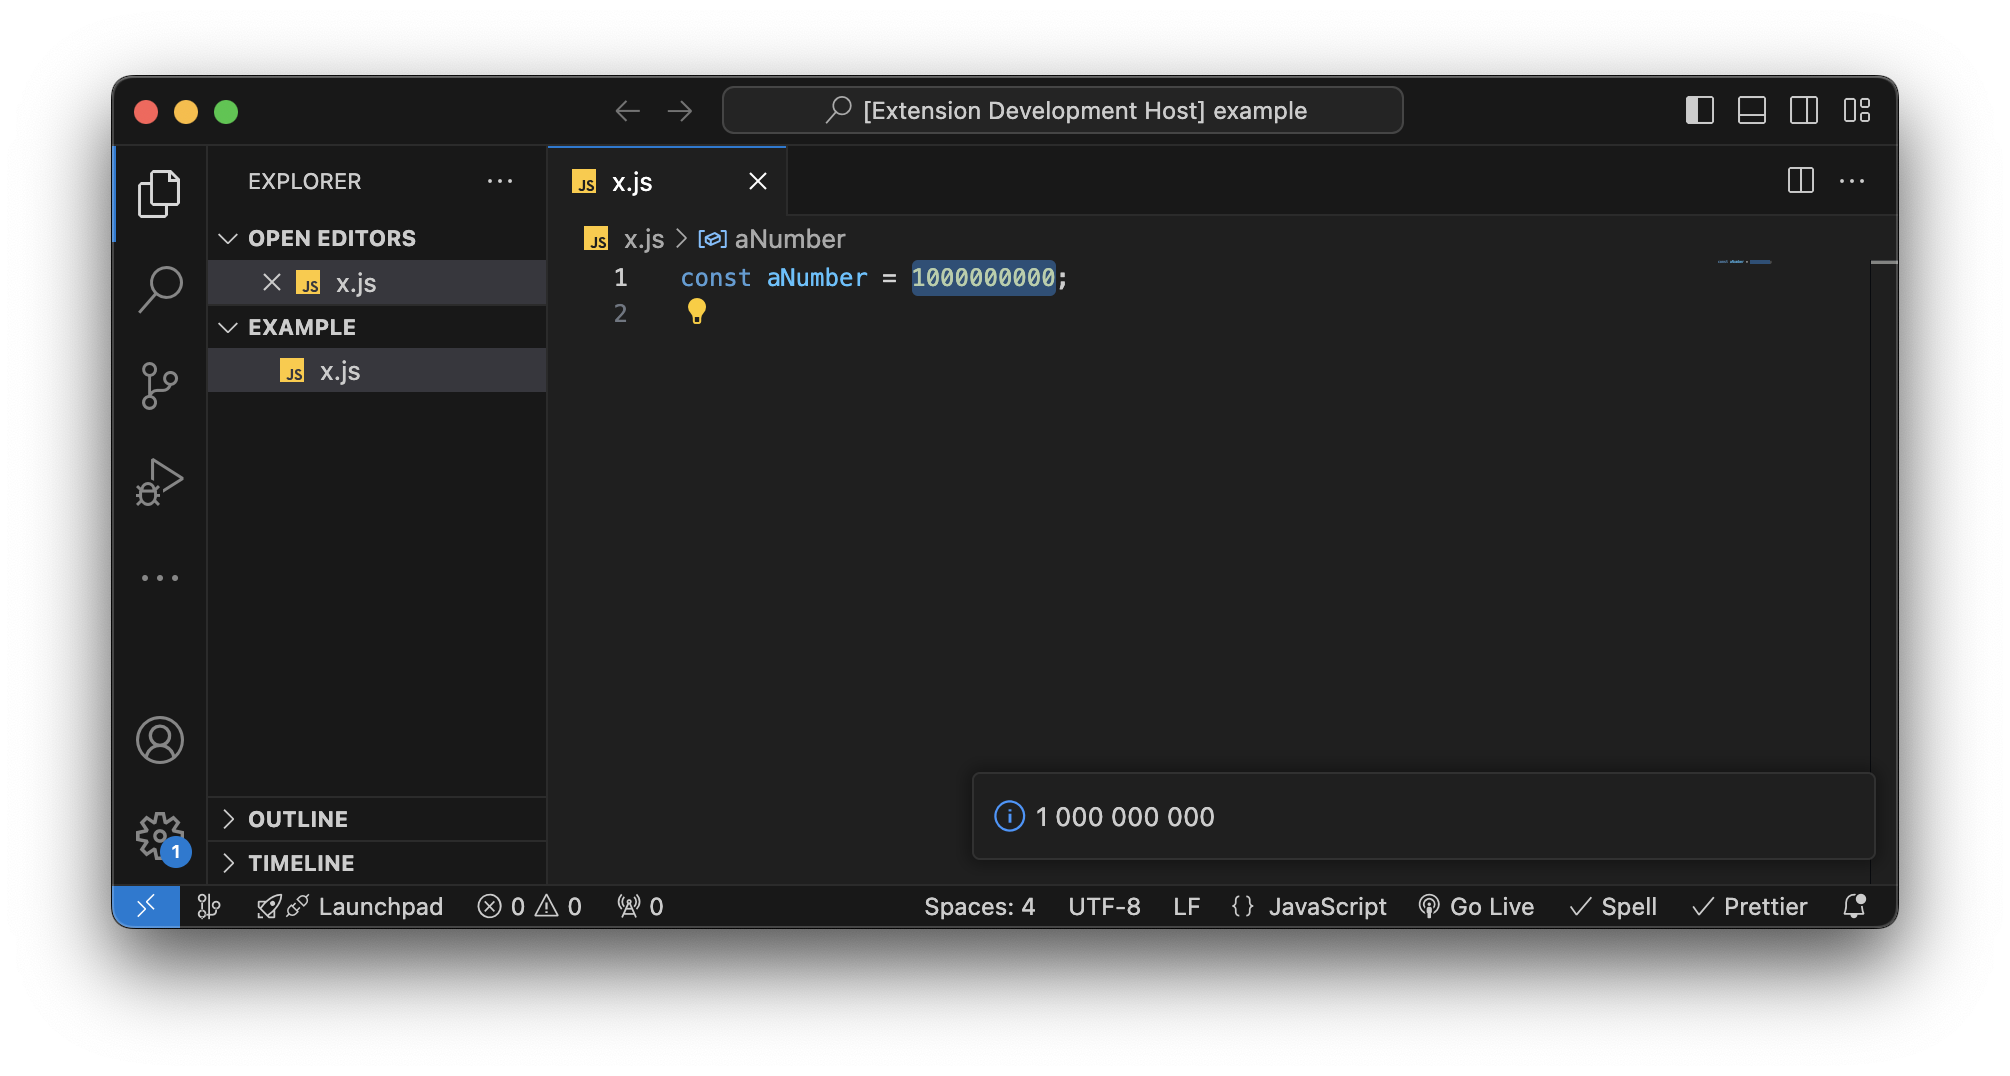 [Extension Development Host] example
EXPLORER
OPEN EDITORS
JS x.js
EXAMPLE
JS x.js
OUTLINE
TIMELINE
JS x.js
JS x.js > aNumber
1 const aNumber = 1000000000;
2
1 000 000 000
1
Launchpad 0 0 0 Spaces: 4 UTF-8 LF {} JavaScript Go Live Spell Prettier